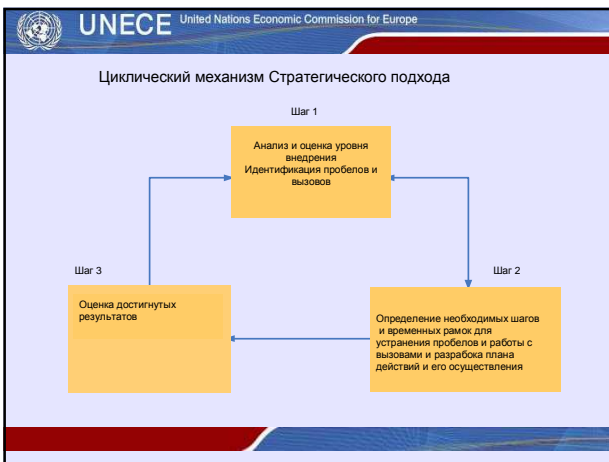 UNECE United Nations Economic Commission for Europe
Циклический механизм Стратегического подхода
Шаг 1
Анализ и оценка уровня
внедрения
Идентификация пробелов и
вызовов
Шаг 3
Шаг 2
Оценка достигнутых
результатов
Определение необходимых шагов
и временных рамок для
устранения пробелов и работы с
вызовами и разрабока плана
действий и его осуществления